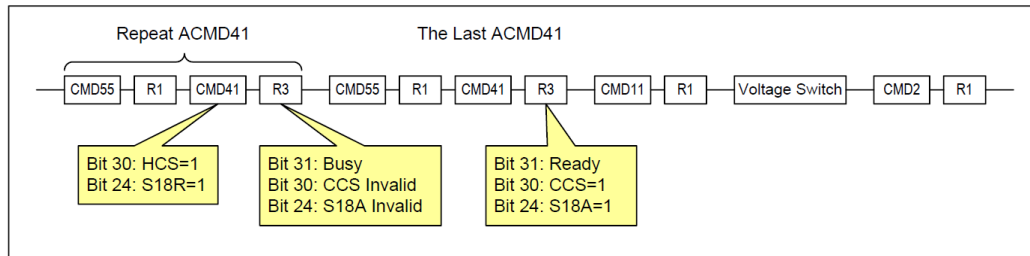 Repeat ACMD41 The Last ACMD41
CMD55 R1 CMD41 R3 CMD55 R1 CMD41 R3 CMD11 R1 Voltage Switch CMD2 R1
Bit 30: HCS=1
Bit 24: S18R=1
Bit 31: Busy
Bit 30: CCS Invalid
Bit 24: S18A Invalid
Bit 31: Ready
Bit 30: CCS=1
Bit 24: S18A=1